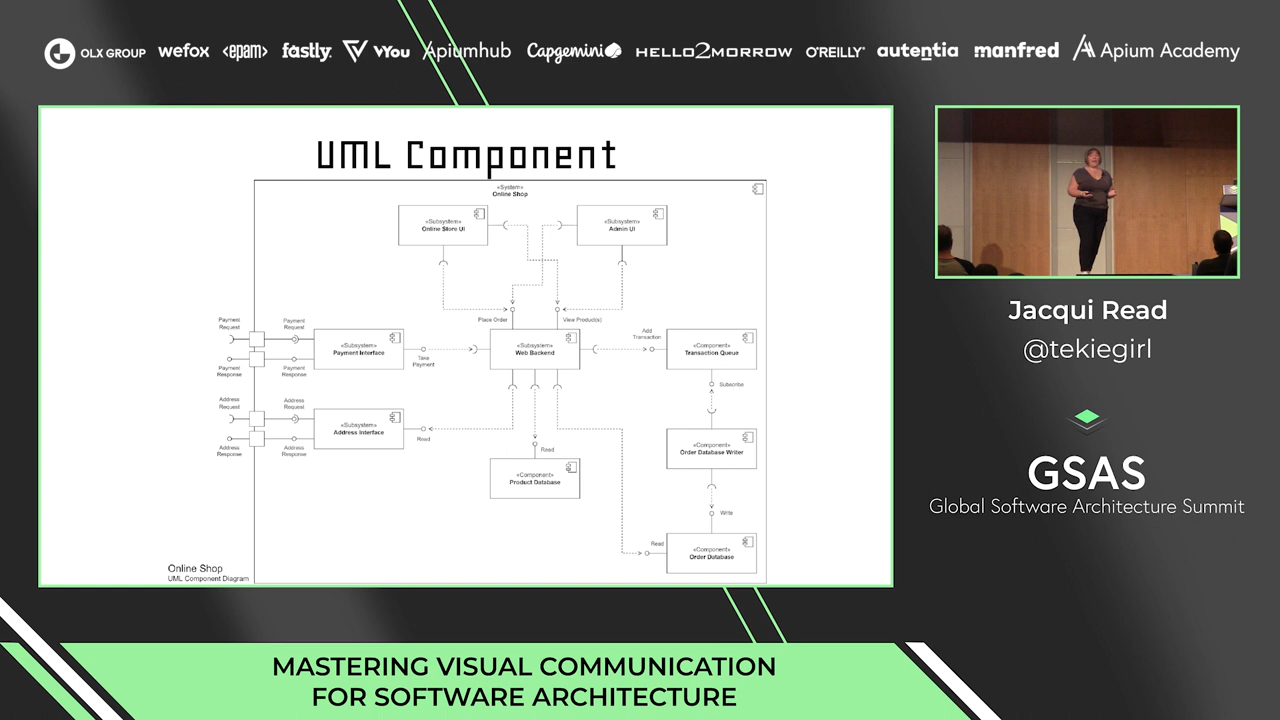 OLX GROUP wefox <epam> fastly. VYou Apiumhub Capgemini HELLO2MORROW O'REILLY® autentia manfred Apium Academy
UML Component
«System»
Online Shop
«Subsystem»
Online Store UI
«Subsystem»
Admin UI
Place Order
View Product(s)
Payment
Request
Payment
Request
«Subsystem»
Payment Interface
Take
Payment
«Subsystem»
Web Backend
Add
Transaction
«Component»
Transaction Queue
Payment
Response
Payment
Response
Subscribe
Address
Request
Address
Request
«Subsystem»
Address Interface
Read
Address
Response
Address
Response
Read
«Component»
Product Database
«Component»
Order Database Writer
Write
Read
«Component»
Order Database
Online Shop
UML Component Diagram
Jacqui Read
@tekiegirl
GSAS
Global Software Architecture Summit
MASTERING VISUAL COMMUNICATION
FOR SOFTWARE ARCHITECTURE